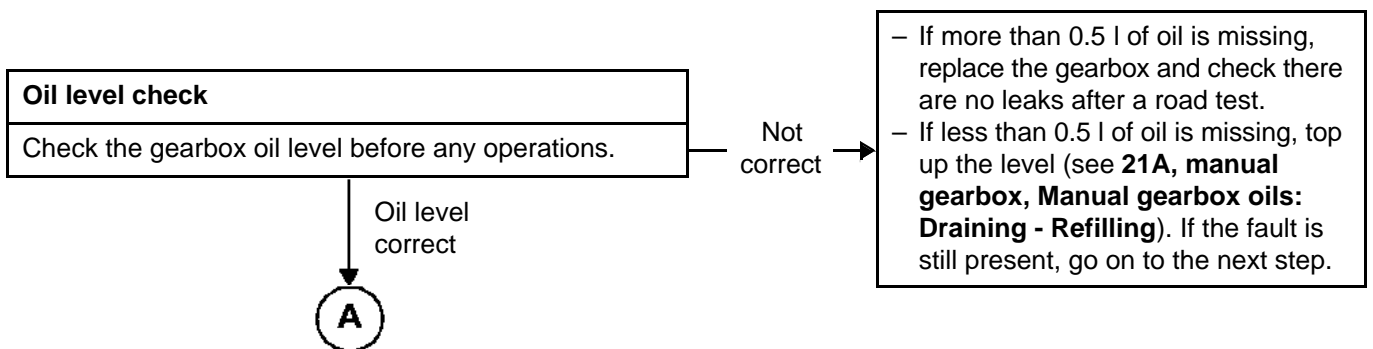 Oil level check
Check the gearbox oil level before any operations.
Not
correct
– If more than 0.5 l of oil is missing,
replace the gearbox and check there
are no leaks after a road test.
– If less than 0.5 l of oil is missing, top
up the level (see 21A, manual
gearbox, Manual gearbox oils:
Draining - Refilling). If the fault is
still present, go on to the next step.
Oil level
correct
A